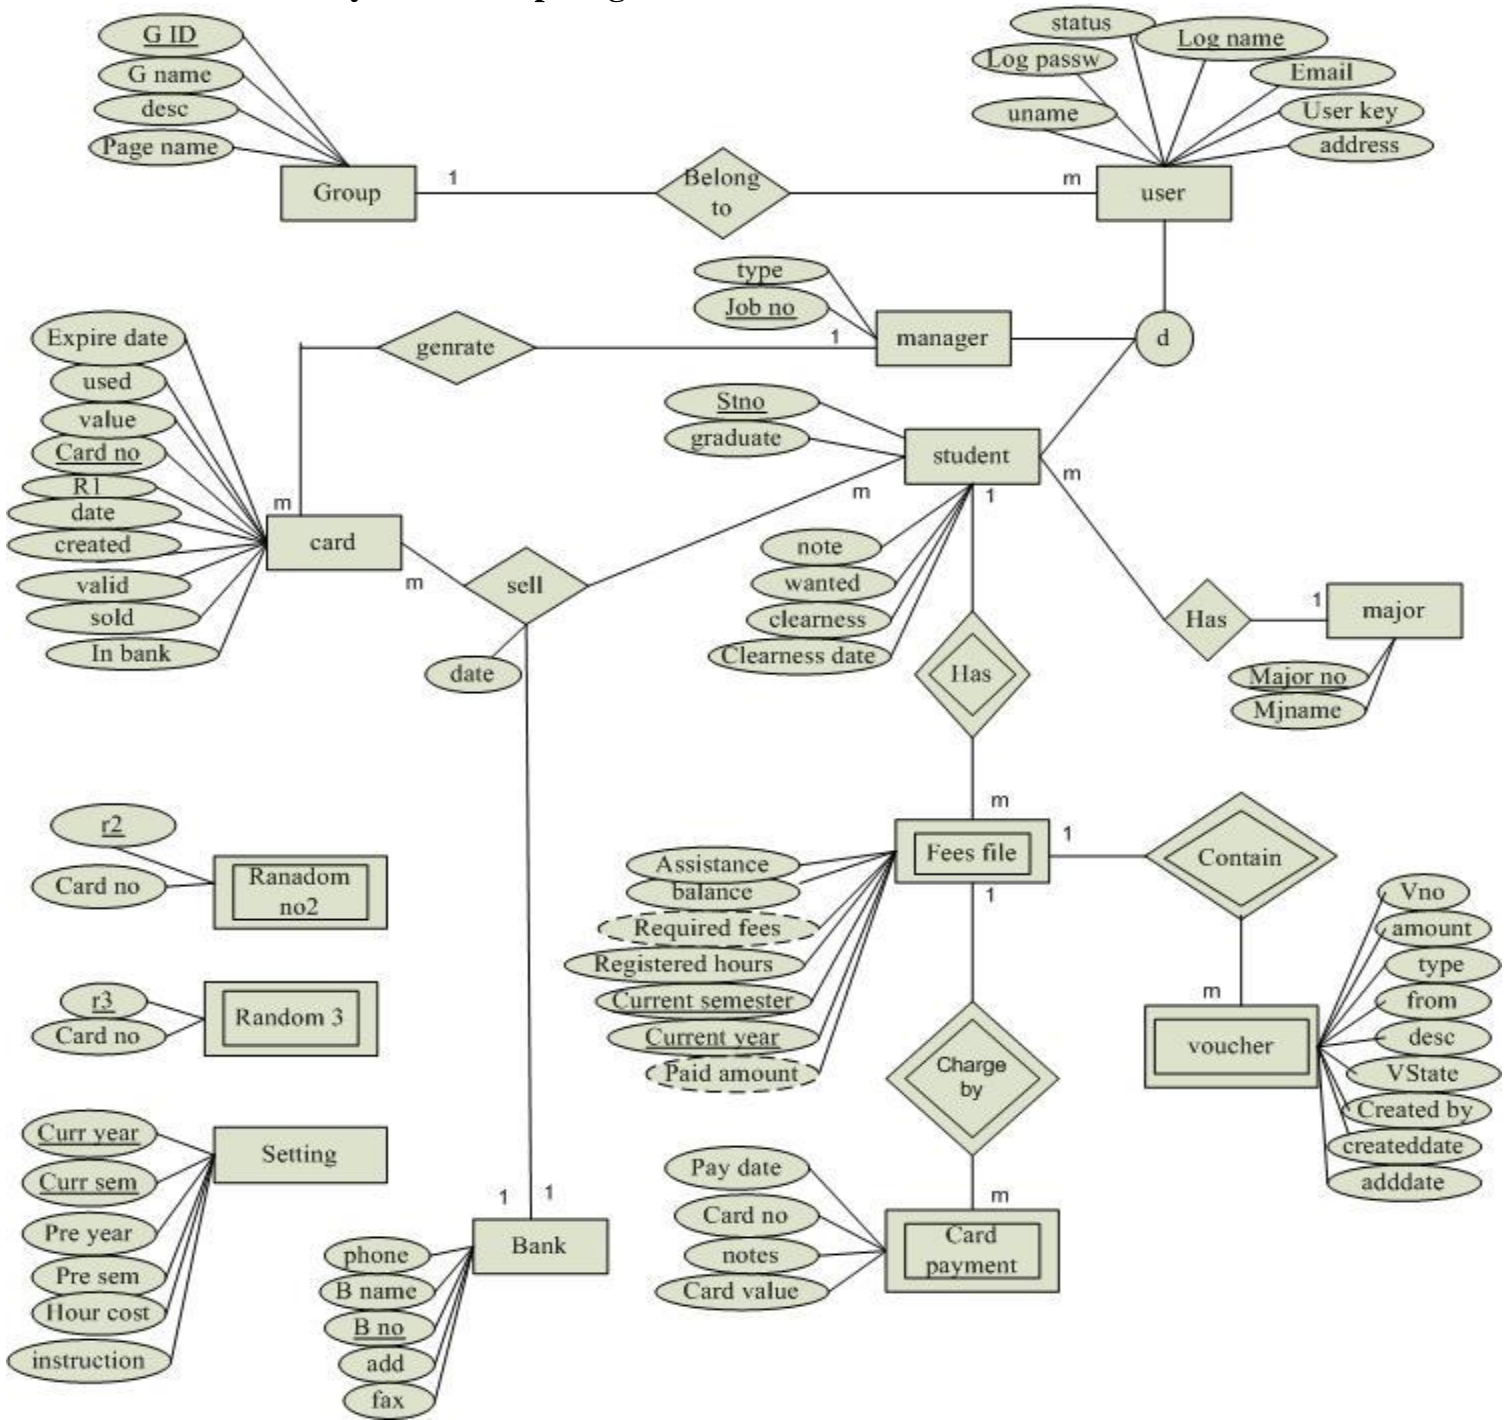 G ID
G name
desc
Page name
Group
1
Belong
to
m
status
Log name
Log passw
Email
uname
User key
address
user
type
Job no
1
manager
d
genrate
Expire date
used
value
Card no
R1
date
created
valid
sold
In bank
m
card
m
sell
date
Stno
graduate
student
m
m
1
note
wanted
clearness
Clearness date
Has
Has
1
major
Major no
Mjname
m
r2
Card no
Ranadom
no2
r3
Card no
Random 3
Curr year
Curr sem
Pre year
Pre sem
Hour cost
instruction
Setting
1
1
Bank
phone
B name
B no
add
fax
Fees file
1
1
Assistance
balance
Required fees
Registered hours
Current semester
Current year
Paid amount
Contain
m
voucher
Vno
amount
type
from
desc
VState
Created by
createddate
adddate
Charge
by
m
Card
payment
Pay date
Card no
notes
Card value